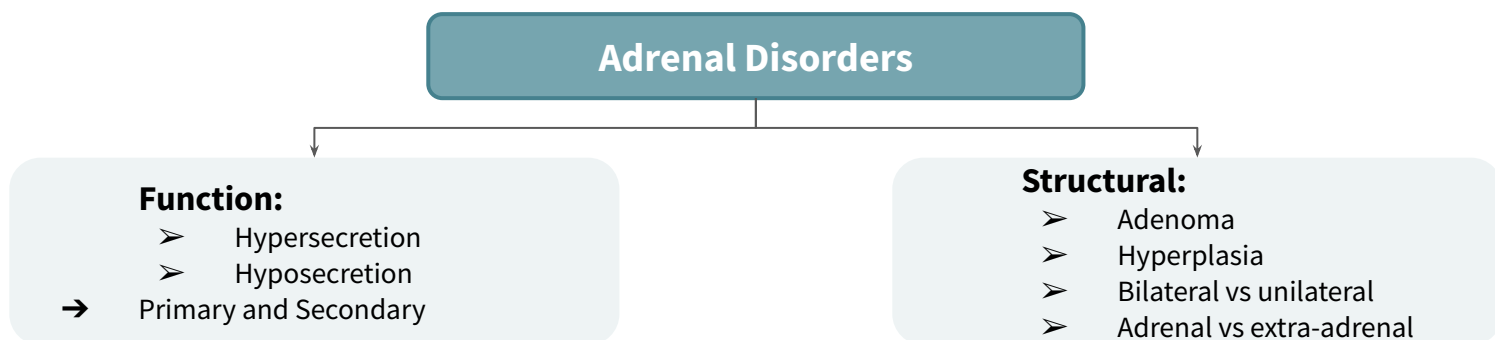 Adrenal Disorders
Function:
➢ Hypersecretion
➢ Hyposecretion
➔ Primary and Secondary
Structural:
➢ Adenoma
➢ Hyperplasia
➢ Bilateral vs unilateral
➢ Adrenal vs extra-adrenal